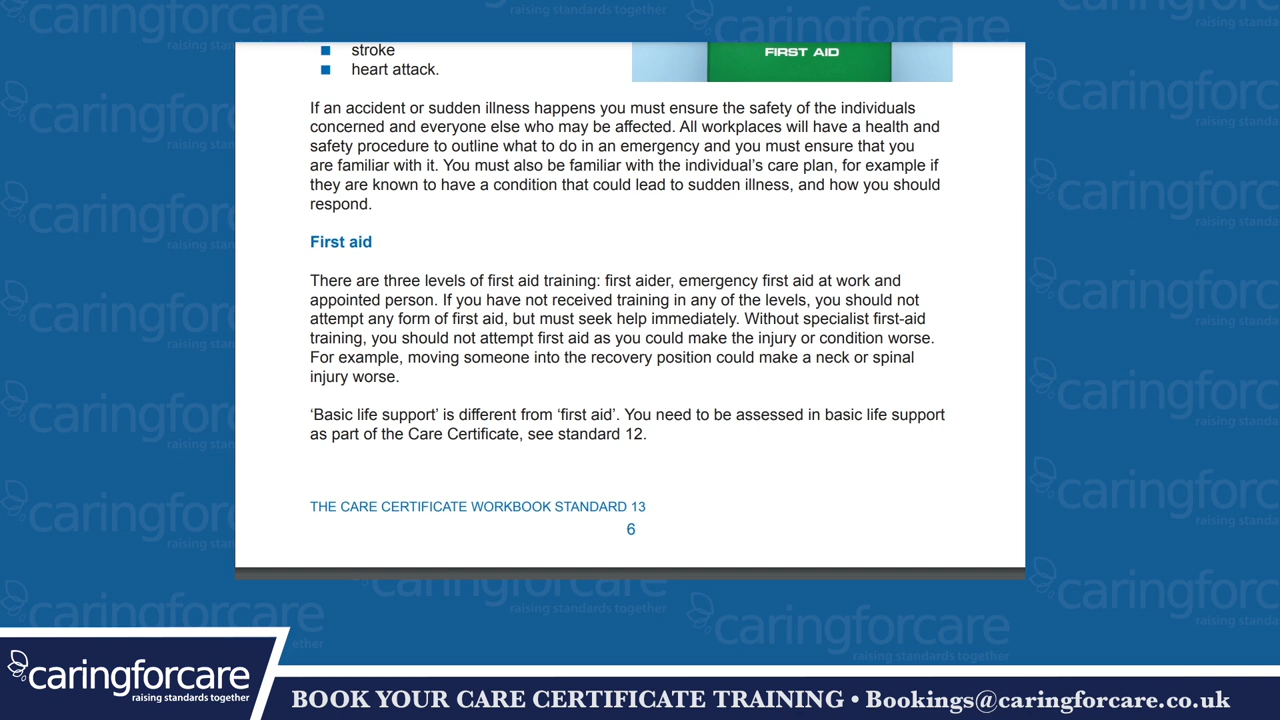 stroke
heart attack.
FIRST AID
If an accident or sudden illness happens you must ensure the safety of the individuals
concerned and everyone else who may be affected. All workplaces will have a health and
safety procedure to outline what to do in an emergency and you must ensure that you
are familiar with it. You must also be familiar with the individual’s care plan, for example if
they are known to have a condition that could lead to sudden illness, and how you should
respond.
First aid
There are three levels of first aid training: first aider, emergency first aid at work and
appointed person. If you have not received training in any of the levels, you should not
attempt any form of first aid, but must seek help immediately. Without specialist first-aid
training, you should not attempt first aid as you could make the injury or condition worse.
For example, moving someone into the recovery position could make a neck or spinal
injury worse.
‘Basic life support’ is different from ‘first aid’. You need to be assessed in basic life support
as part of the Care Certificate, see standard 12.
THE CARE CERTIFICATE WORKBOOK STANDARD 13
6
caringforcare
raising standards together
BOOK YOUR CARE CERTIFICATE TRAINING • Bookings@caringforcare.co.uk